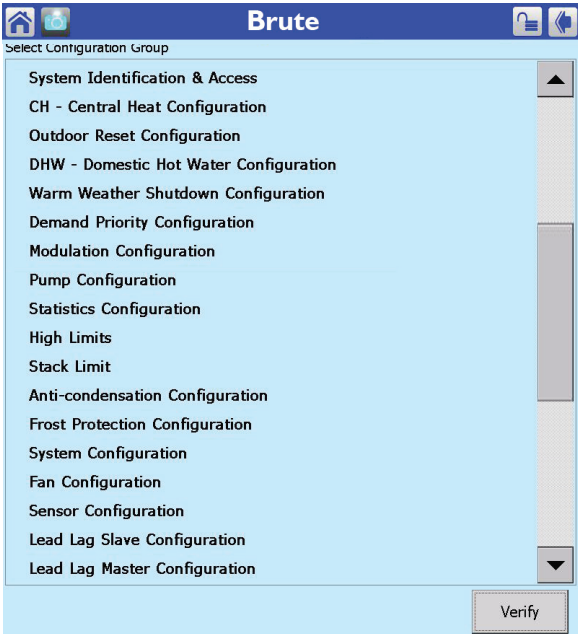 Brute
Select Configuration Group
System Identification & Access
CH - Central Heat Configuration
Outdoor Reset Configuration
DHW - Domestic Hot Water Configuration
Warm Weather Shutdown Configuration
Demand Priority Configuration
Modulation Configuration
Pump Configuration
Statistics Configuration
High Limits
Stack Limit
Anti-condensation Configuration
Frost Protection Configuration
System Configuration
Fan Configuration
Sensor Configuration
Lead Lag Slave Configuration
Lead Lag Master Configuration
Verify